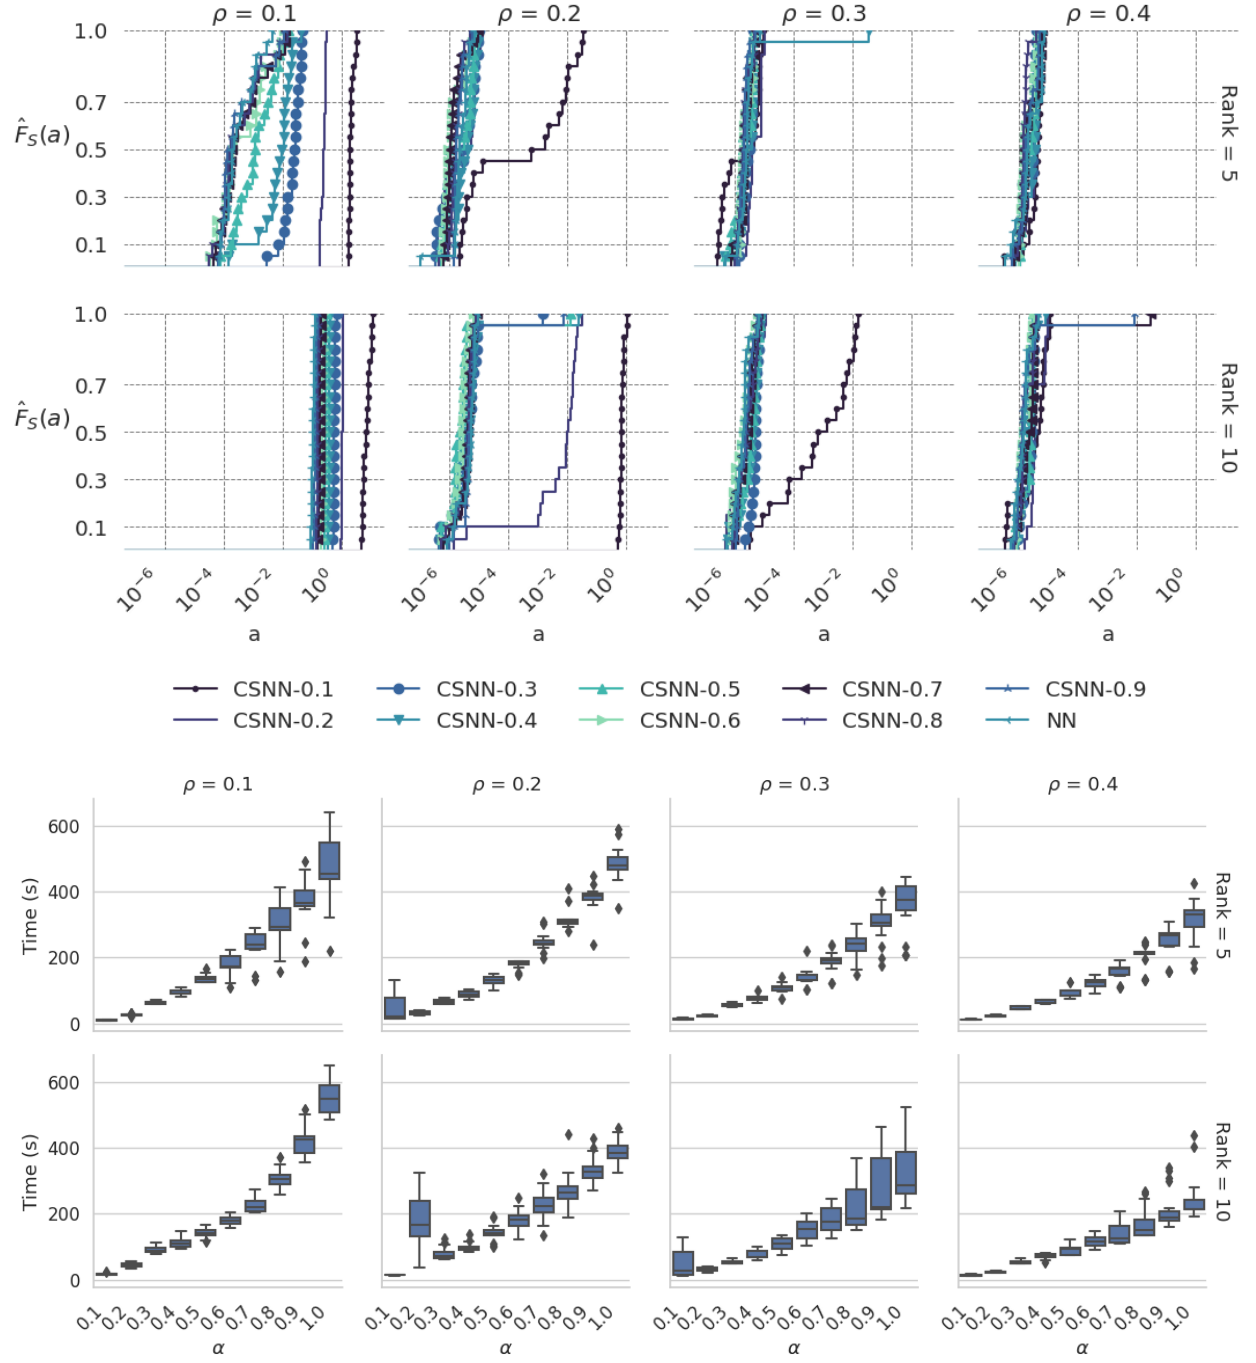 ρ = 0.1 ρ = 0.2 ρ = 0.3 ρ = 0.4
1.0
0.7
F̂_S(a)
0.5
0.3
0.1
Rank = 5
1.0
0.7
F̂_S(a)
0.5
0.3
0.1
Rank = 10
10⁻⁶ 10⁻⁴ 10⁻² 10⁰ 10⁻⁶ 10⁻⁴ 10⁻² 10⁰ 10⁻⁶ 10⁻⁴ 10⁻² 10⁰ 10⁻⁶ 10⁻⁴ 10⁻² 10⁰
a a a a
CSNN-0.1 CSNN-0.3 CSNN-0.5 CSNN-0.7 CSNN-0.9
CSNN-0.2 CSNN-0.4 CSNN-0.6 CSNN-0.8 NN
ρ = 0.1 ρ = 0.2 ρ = 0.3 ρ = 0.4
600
400
Time (s)
200
0
Rank = 5
600
400
Time (s)
200
0
Rank = 10
0.1 0.2 0.3 0.4 0.5 0.6 0.7 0.8 0.9 1.0 0.1 0.2 0.3 0.4 0.5 0.6 0.7 0.8 0.9 1.0 0.1 0.2 0.3 0.4 0.5 0.6 0.7 0.8 0.9 1.0 0.1 0.2 0.3 0.4 0.5 0.6 0.7 0.8 0.9 1.0
α α α α